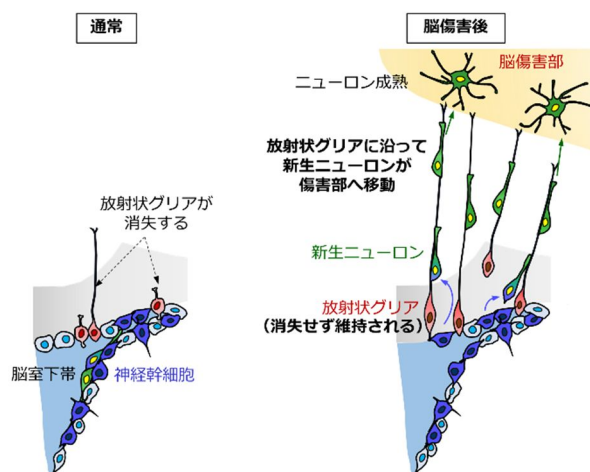 通常
放射状グリアが
消失する
脳室下帯
神経幹細胞
脳傷害後
脳傷害部
ニューロン成熟
放射状グリアに沿って
新生ニューロンが
傷害部へ移動
新生ニューロン
放射状グリア
(消失せず維持される)